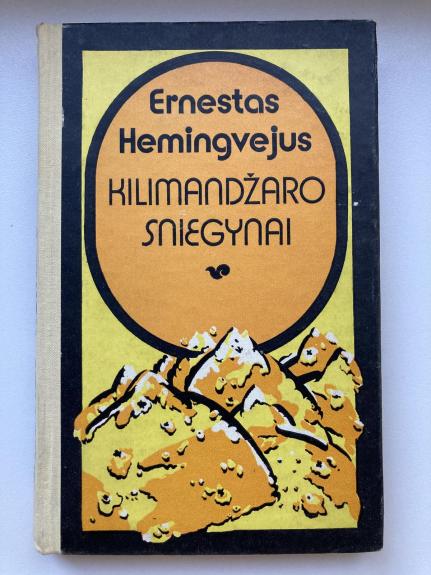 Ernestas
Hemingvejus
KILIMANDŽARO
SNIEGYNAI